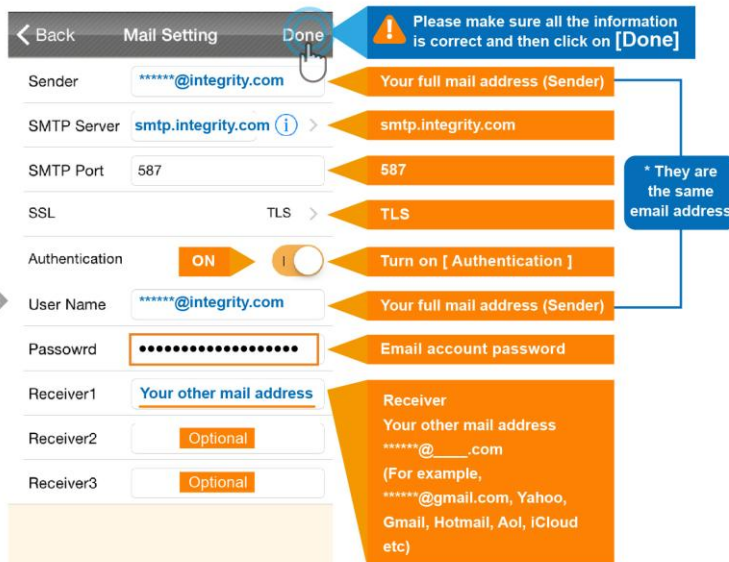 Back Mail Setting Done
Please make sure all the information
is correct and then click on [Done]
Sender ******@integrity.com
Your full mail address (Sender)
SMTP Server smtp.integrity.com i
smtp.integrity.com
SMTP Port 587
587
* They are
the same
email address
SSL TLS
TLS
Authentication ON I
Turn on [ Authentication ]
User Name ******@integrity.com
Your full mail address (Sender)
Passowrd •••••••••••••••••••
Email account password
Receiver1 Your other mail address
Receiver2 Optional
Receiver3 Optional
Receiver
Your other mail address
******@____.com
(For example,
******@gmail.com, Yahoo,
Gmail, Hotmail, Aol, iCloud
etc)